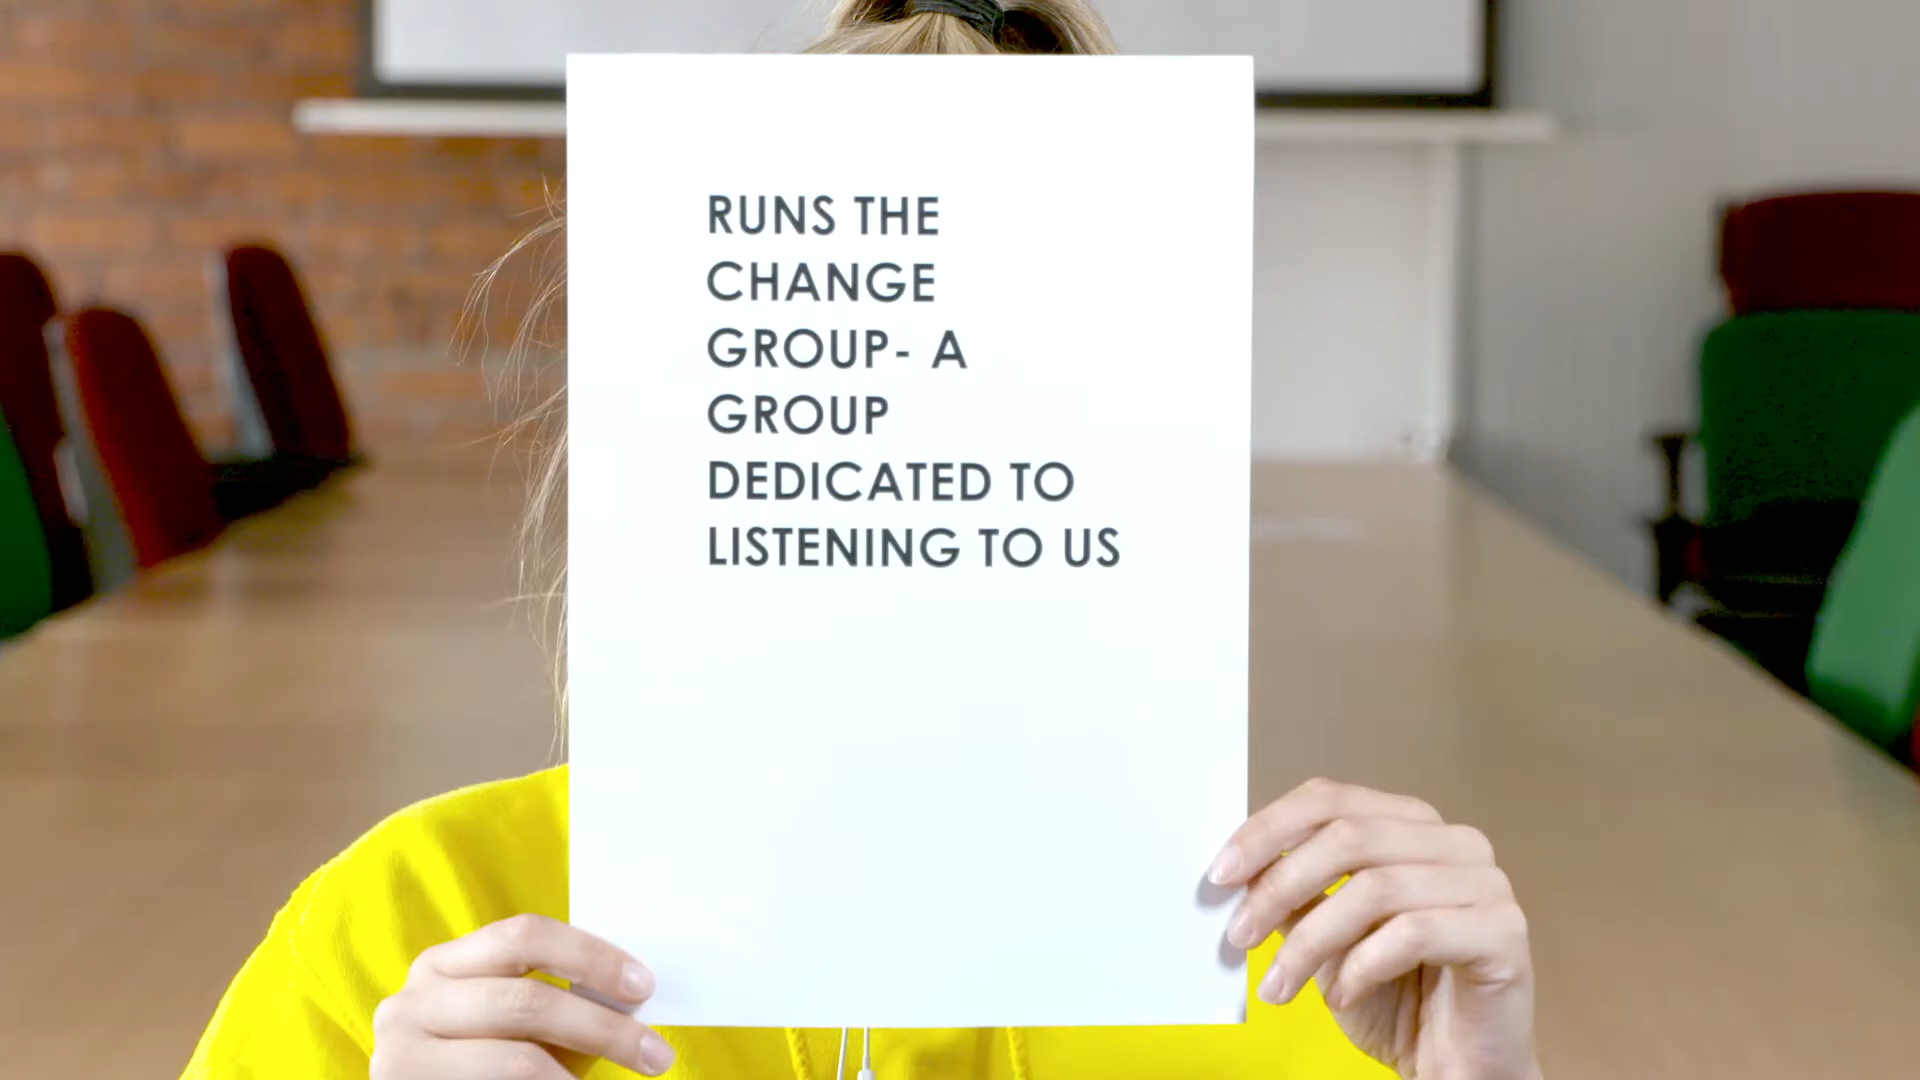 RUNS THE
CHANGE
GROUP- A
GROUP
DEDICATED TO
LISTENING TO US